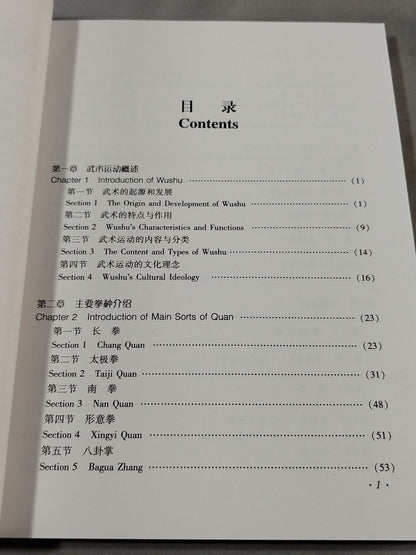 目 录
Contents
第一章 武术运动概述
Chapter 1 Introduction of Wushu ……………………………… (1)
第一节 武术的起源和发展
Section 1 The Origin and Development of Wushu ……………… (1)
第二节 武术的特点与作用
Section 2 Wushu's Characteristics and Functions ……………… (9)
第三节 武术运动的内容与分类
Section 3 The Content and Types of Wushu ……………… (14)
第四节 武术运动的文化理念
Section 4 Wushu's Cultural Ideology ……………… (16)
第二章 主要拳种介绍
Chapter 2 Introduction of Main Sorts of Quan ……………… (23)
第一节 长 拳
Section 1 Chang Quan ……………… (23)
第二节 太极拳
Section 2 Taiji Quan ……………… (31)
第三节 南 拳
Section 3 Nan Quan ……………… (48)
第四节 形意拳
Section 4 Xingyi Quan ……………… (51)
第五节 八卦掌
Section 5 Bagua Zhang ……………… (53)
· 1 ·